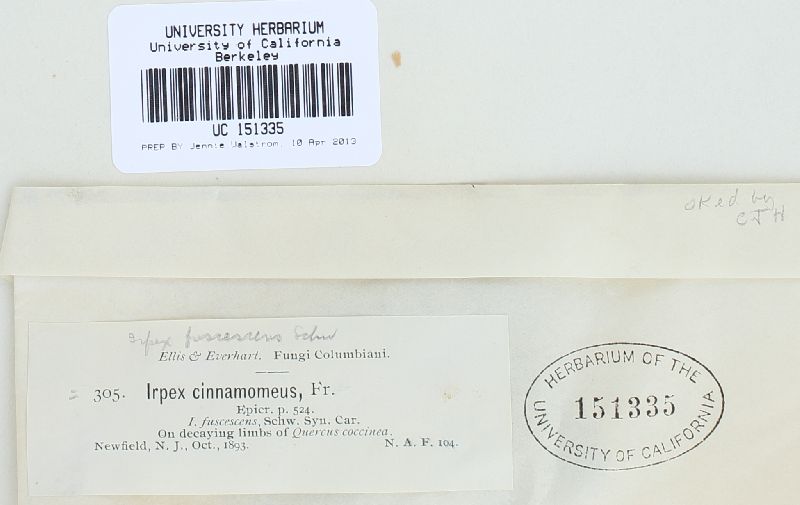 UNIVERSITY HERBARIUM
University of California
Berkeley
UC 151335
PREP BY Jennie Walstrom, 10 Apr 2013
oked by
CTH
Irpex fuscescens Schw
Ellis & Everhart. Fungi Columbiani.
= 305. Irpex cinnamomeus, Fr.
Epicr. p. 524.
I. fuscescens, Schw. Syn. Car.
On decaying limbs of Quercus coccinea.
Newfield, N. J., Oct., 1893. N. A. F. 104.
HERBARIUM OF THE
151335
UNIVERSITY OF CALIFORNIA